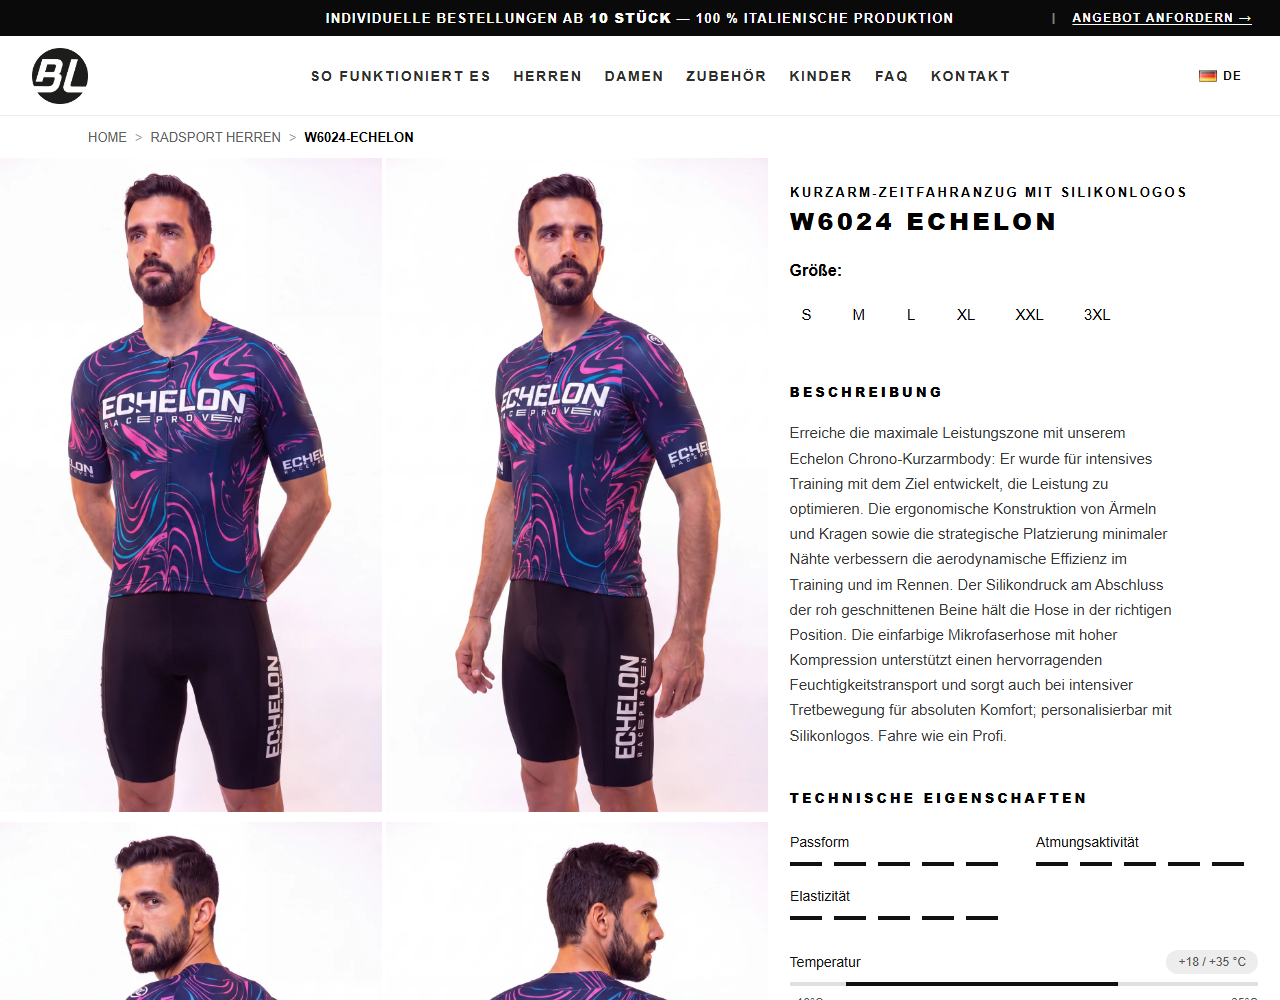 INDIVIDUELLE BESTELLUNGEN AB 10 STÜCK — 100 % ITALIENISCHE PRODUKTION | ANGEBOT ANFORDERN →
BL SO FUNKTIONIERT ES HERREN DAMEN ZUBEHÖR KINDER FAQ KONTAKT DE
HOME > RADSPORT HERREN > W6024-ECHELON
ECHELON
RACEPROVEN
ECHELON
RACEPROVEN
ECHELON
RACEPROVEN
ECHELON
RACEPROVEN
KURZARM-ZEITFAHRANZUG MIT SILIKONLOGOS
W6024 ECHELON
Größe:
S M L XL XXL 3XL
BESCHREIBUNG
Erreiche die maximale Leistungszone mit unserem
Echelon Chrono-Kurzarmbody: Er wurde für intensives
Training mit dem Ziel entwickelt, die Leistung zu
optimieren. Die ergonomische Konstruktion von Ärmeln
und Kragen sowie die strategische Platzierung minimaler
Nähte verbessern die aerodynamische Effizienz im
Training und im Rennen. Der Silikondruck am Abschluss
der roh geschnittenen Beine hält die Hose in der richtigen
Position. Die einfarbige Mikrofaserhose mit hoher
Kompression unterstützt einen hervorragenden
Feuchtigkeitstransport und sorgt auch bei intensiver
Tretbewegung für absoluten Komfort; personalisierbar mit
Silikonlogos. Fahre wie ein Profi.
TECHNISCHE EIGENSCHAFTEN
Passform Atmungsaktivität
Elastizität
Temperatur +18 / +35 °C